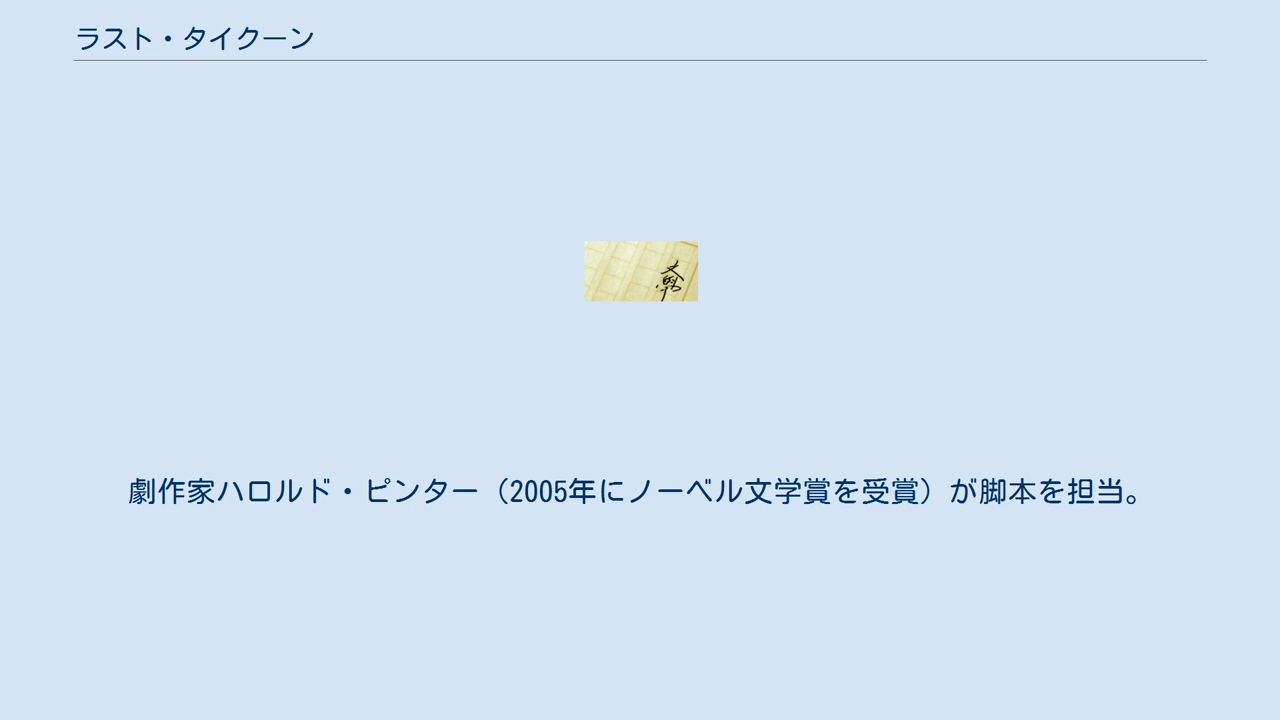 ラスト・タイクーン
劇作家ハロルド・ピンター（2005年にノーベル文学賞を受賞）が脚本を担当。